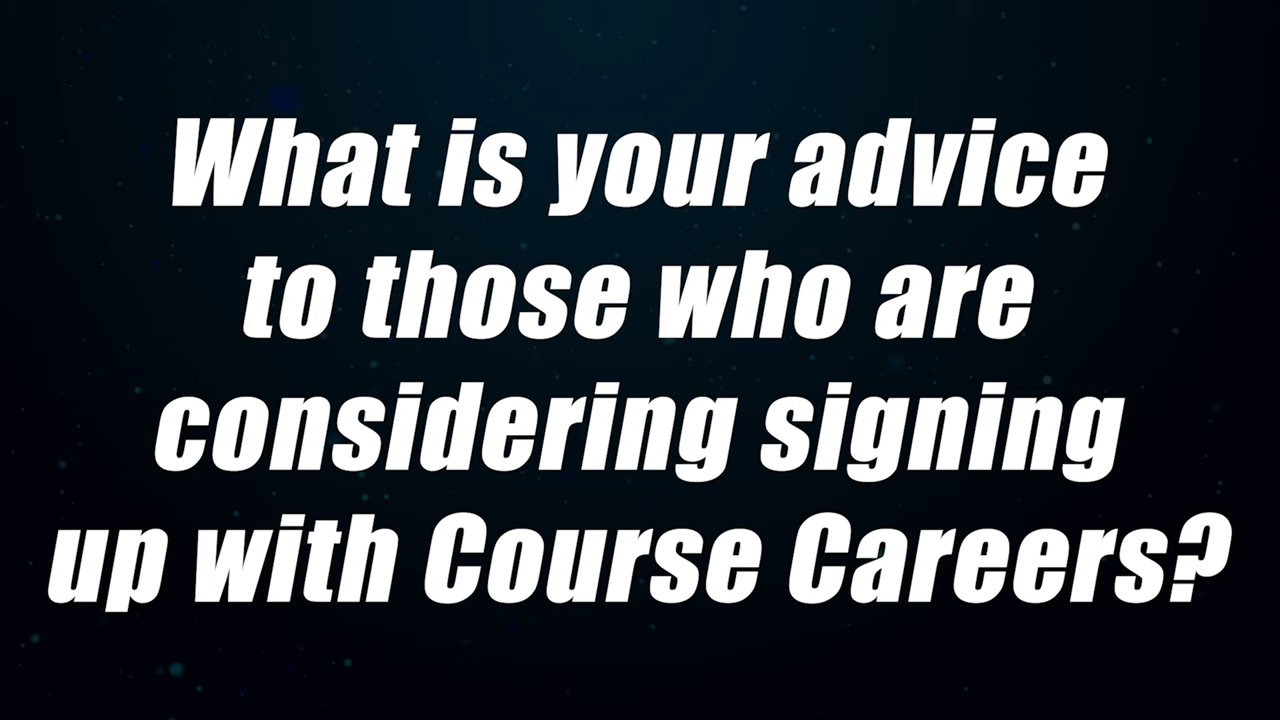 What is your advice
to those who are
considering signing
up with Course Careers?